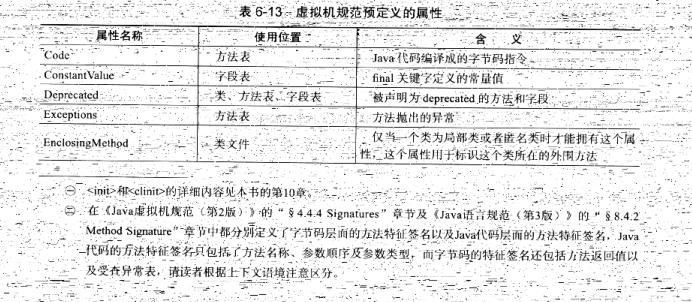 表 6-13 虚拟机规范预定义的属性
属性名称 使用位置 含 义
Code 方法表 Java 代码编译成的字节码指令
ConstantValue 字段表 final 关键字定义的常量值
Deprecated 类、方法表、字段表 被声明为 deprecated 的方法和字段
Exceptions 方法表 方法抛出的异常
EnclosingMethod 类文件 仅当一个类为局部类或者匿名类时才能拥有这个属
性，这个属性用于标识这个类所在的外围方法
㊀ <init>和<clinit>的详细内容见本书的第10章。
㊁ 在《Java虚拟机规范（第2版）》的“§4.4.4 Signatures”章节及《Java语言规范（第3版）》的“§8.4.2
Method Signature”章节中都分别定义了字节码层面的方法特征签名以及Java代码层面的方法特征签名，Java
代码的方法特征签名只包括了方法名称、参数顺序及参数类型，而字节码的特征签名还包括方法返回值以
及受查异常表，请读者根据上下文语境注意区分。